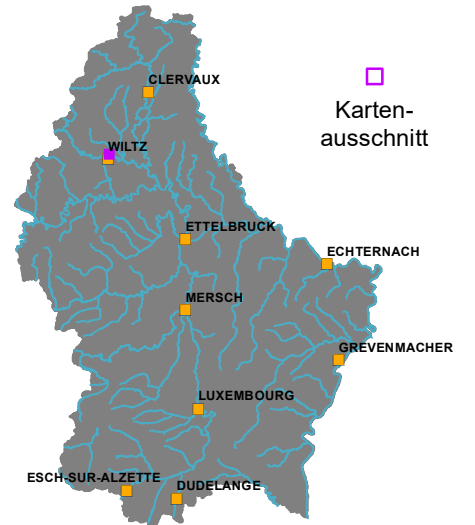 CLERVAUX
Karten-
ausschnitt
WILTZ
ETTELBRUCK
ECHTERNACH
MERSCH
GREVENMACHER
LUXEMBOURG
ESCH-SUR-ALZETTE
DUDELANGE